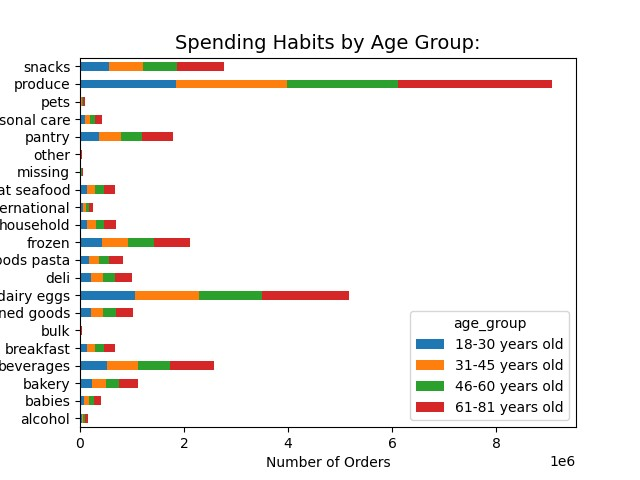 Spending Habits by Age Group:
snacks
produce
pets
sonal care
pantry
other
missing
at seafood
ernational
household
frozen
oods pasta
deli
dairy eggs
ned goods
bulk
breakfast
beverages
bakery
babies
alcohol
age_group
18-30 years old
31-45 years old
46-60 years old
61-81 years old
0 2 4 6 8
1e6
Number of Orders